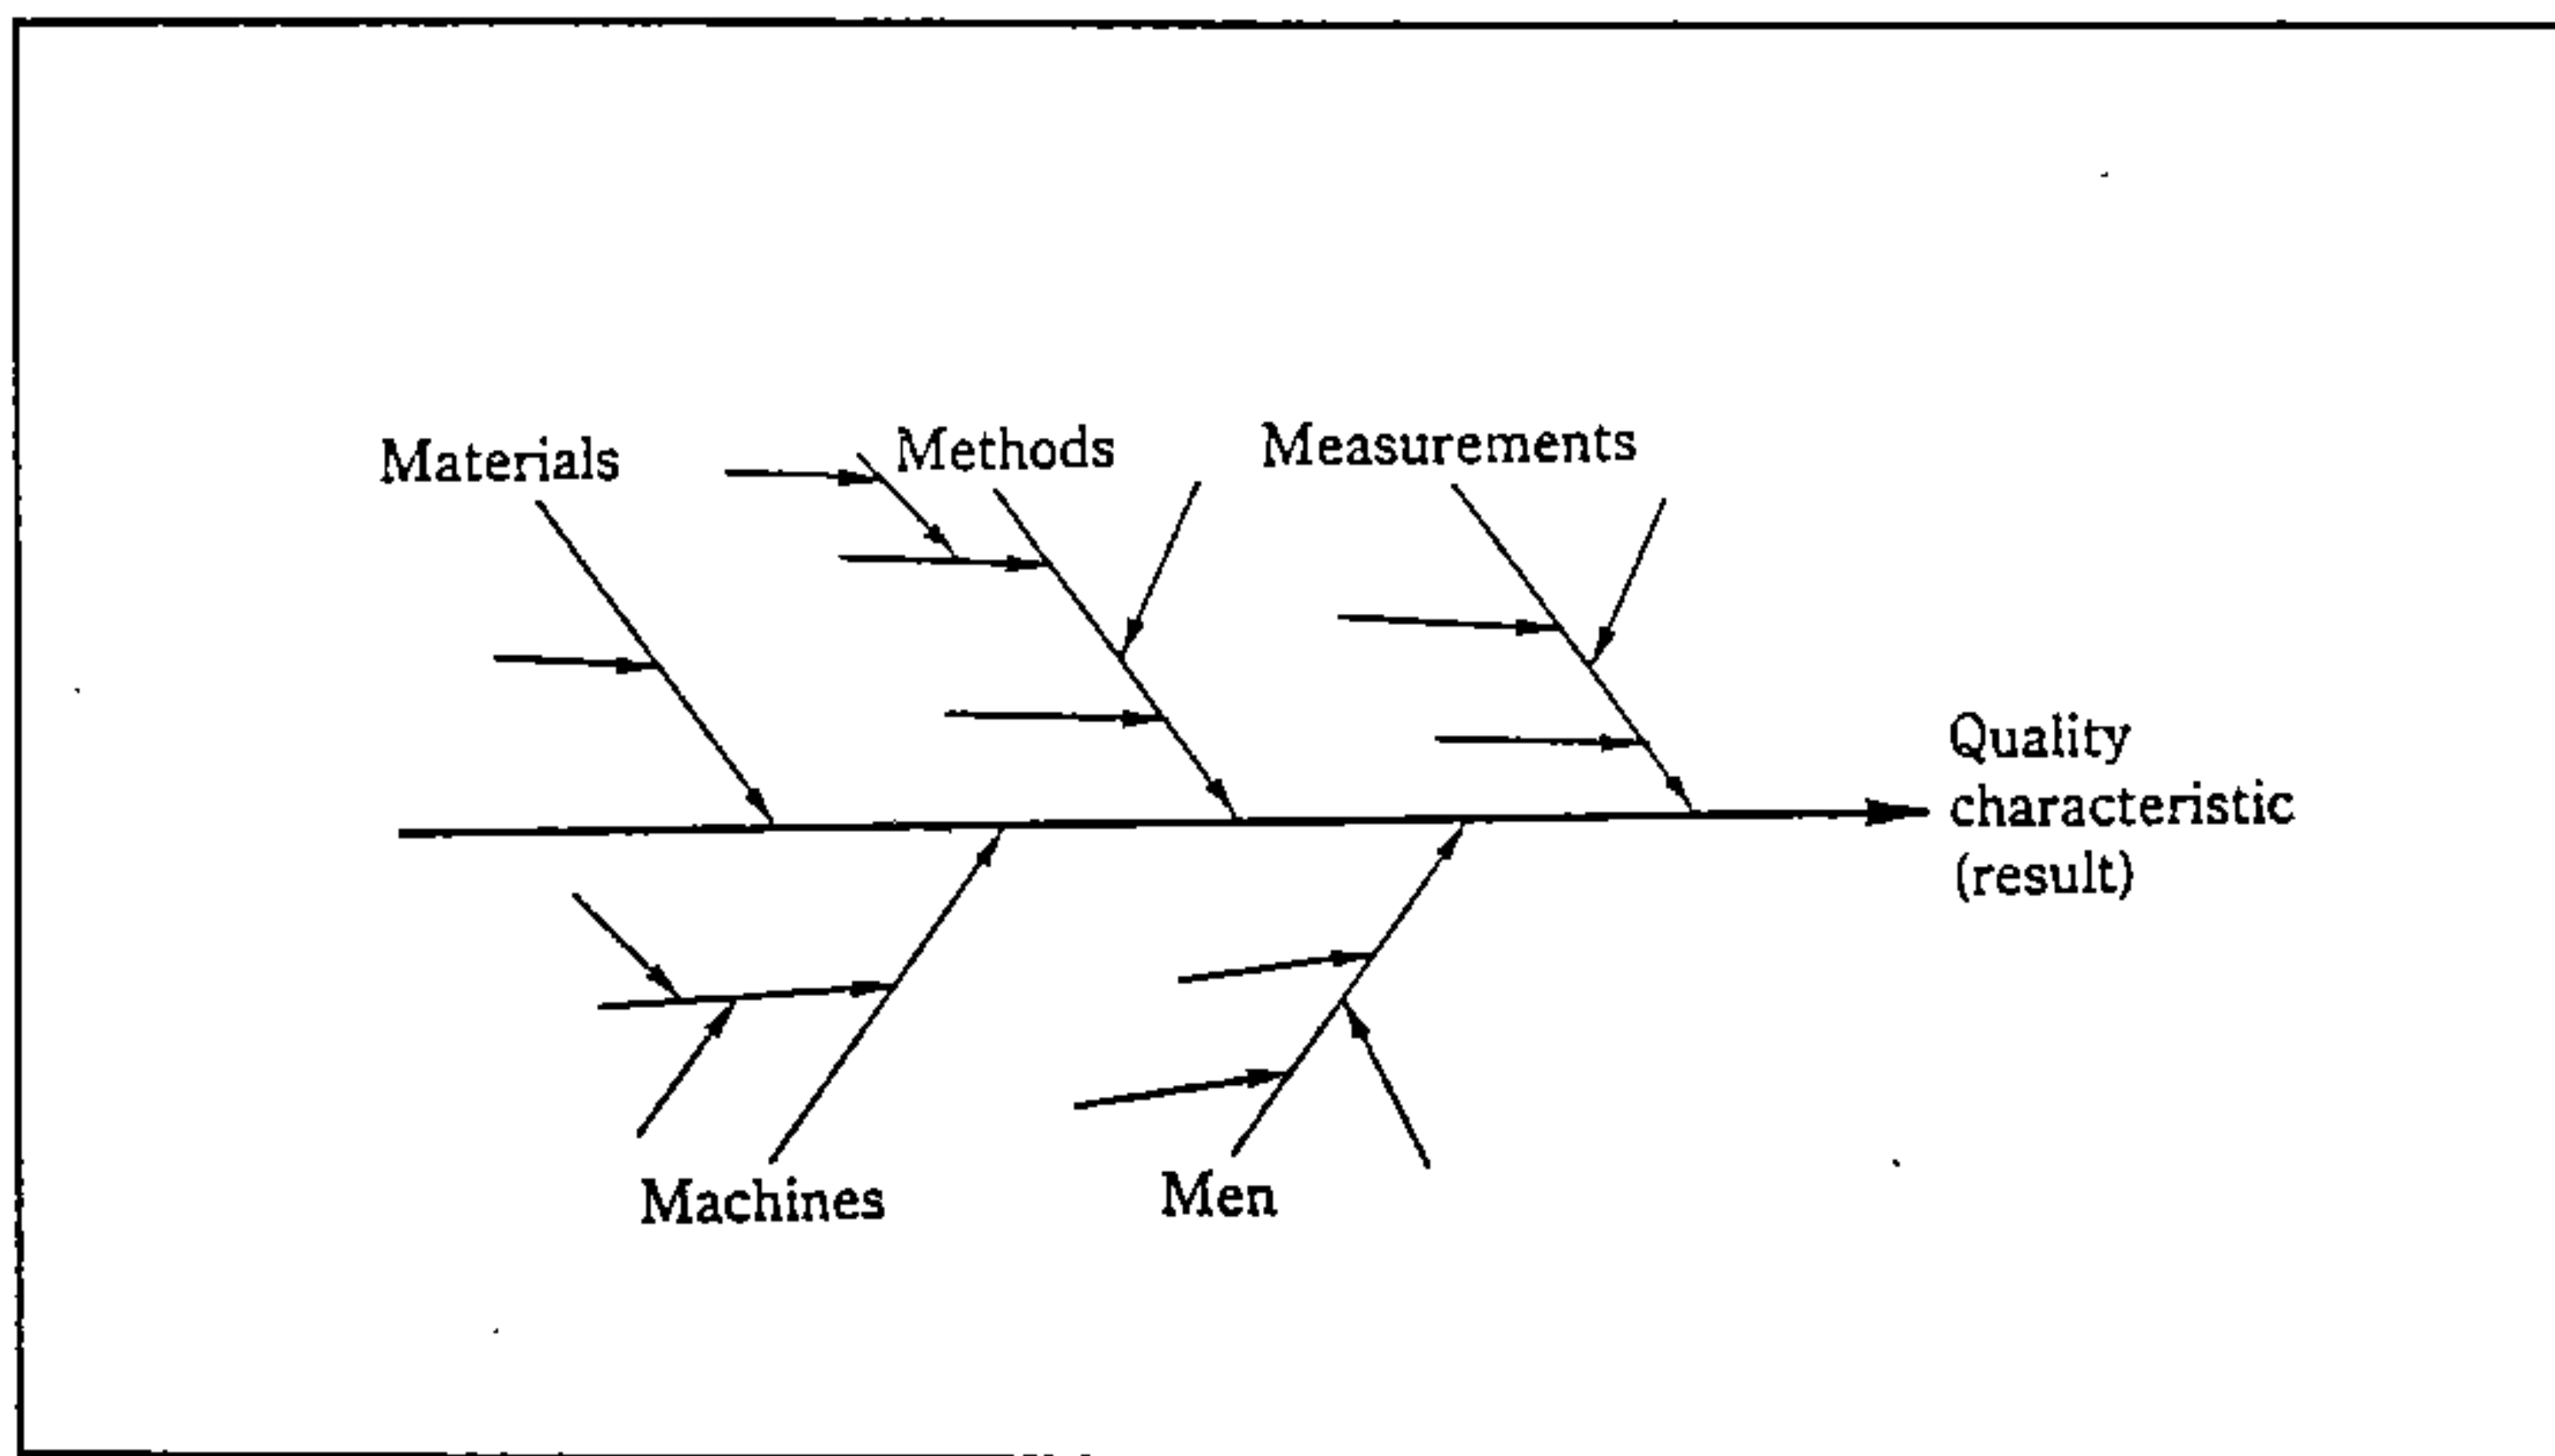 Materials
Methods
Measurements
Quality
characteristic
(result)
Machines
Men